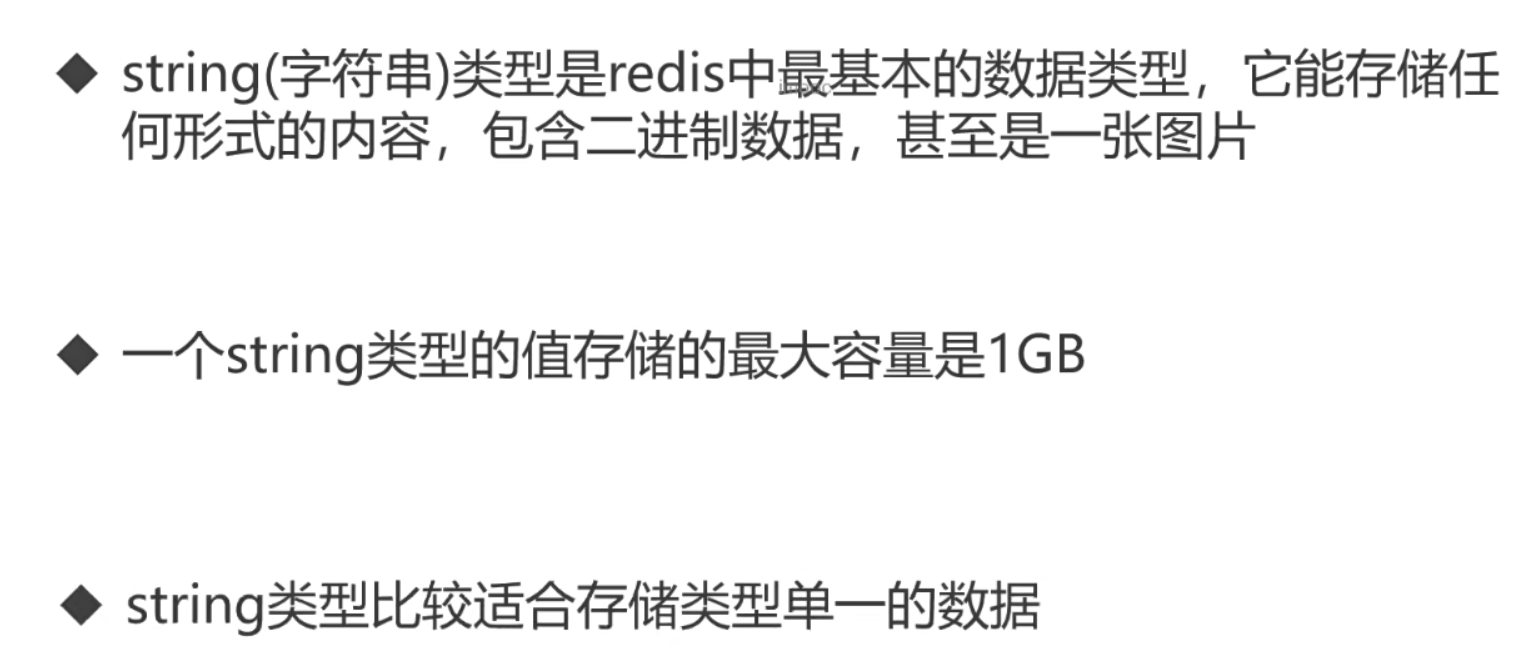 ◆ string(字符串)类型是redis中最基本的数据类型，它能存储任
何形式的内容，包含二进制数据，甚至是一张图片
◆ 一个string类型的值存储的最大容量是1GB
◆ string类型比较适合存储类型单一的数据